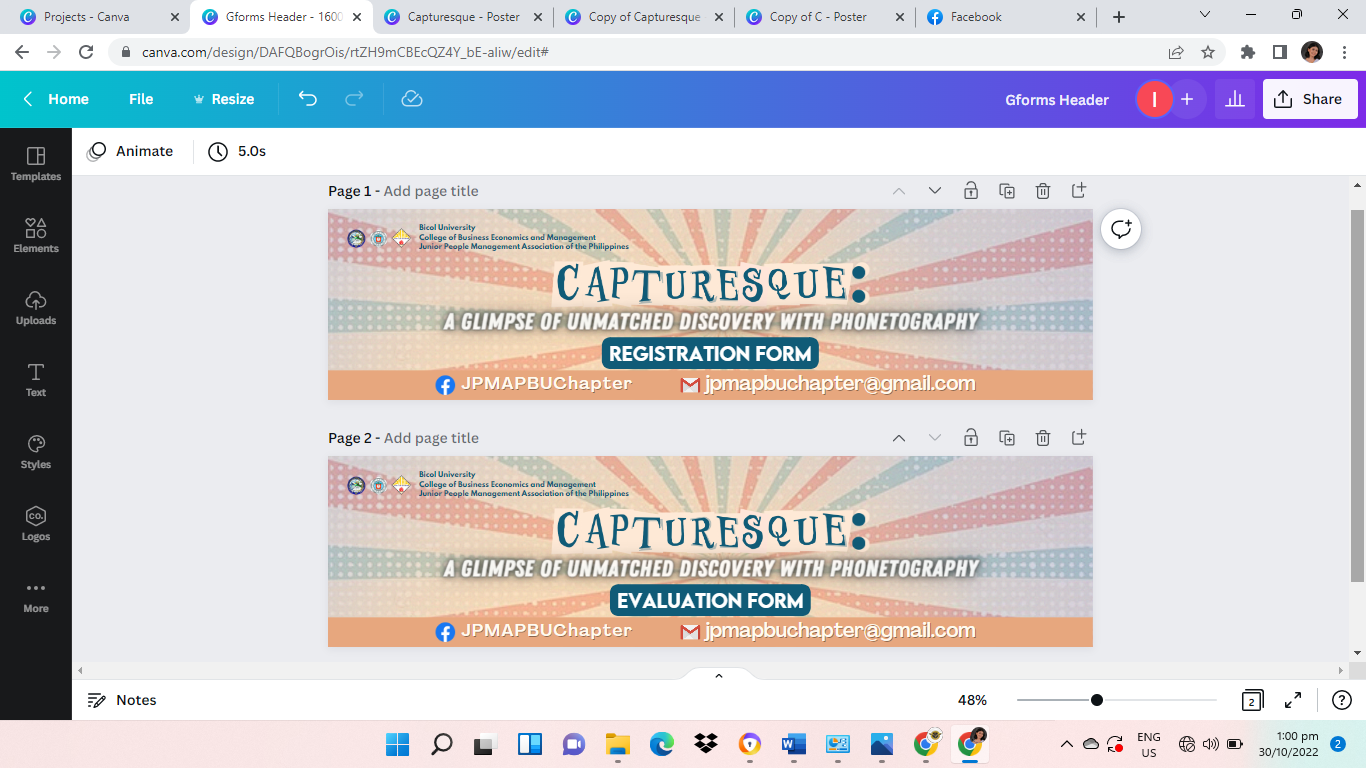 Projects - Canva
Gforms Header - 1600
Capturesque - Poster
Copy of Capturesque
Copy of C - Poster
Facebook
canva.com/design/DAFQBogrOis/rtZH9mCBEcQZ4Y_bE-aliw/edit#
Home File Resize Gforms Header I + Share
Templates
Elements
Uploads
Text
Styles
CO.
Logos
More
Animate 5.0s
Page 1 - Add page title
Bicol University
College of Business Economics and Management
Junior People Management Association of the Philippines
CAPTURESQUE:
A GLIMPSE OF UNMATCHED DISCOVERY WITH PHONETOGRAPHY
REGISTRATION FORM
JPMAPBUChapter jpmapbuchapter@gmail.com
Page 2 - Add page title
Bicol University
College of Business Economics and Management
Junior People Management Association of the Philippines
CAPTURESQUE:
A GLIMPSE OF UNMATCHED DISCOVERY WITH PHONETOGRAPHY
EVALUATION FORM
JPMAPBUChapter jpmapbuchapter@gmail.com
Notes 48% 2
ENG
US
1:00 pm
30/10/2022
2